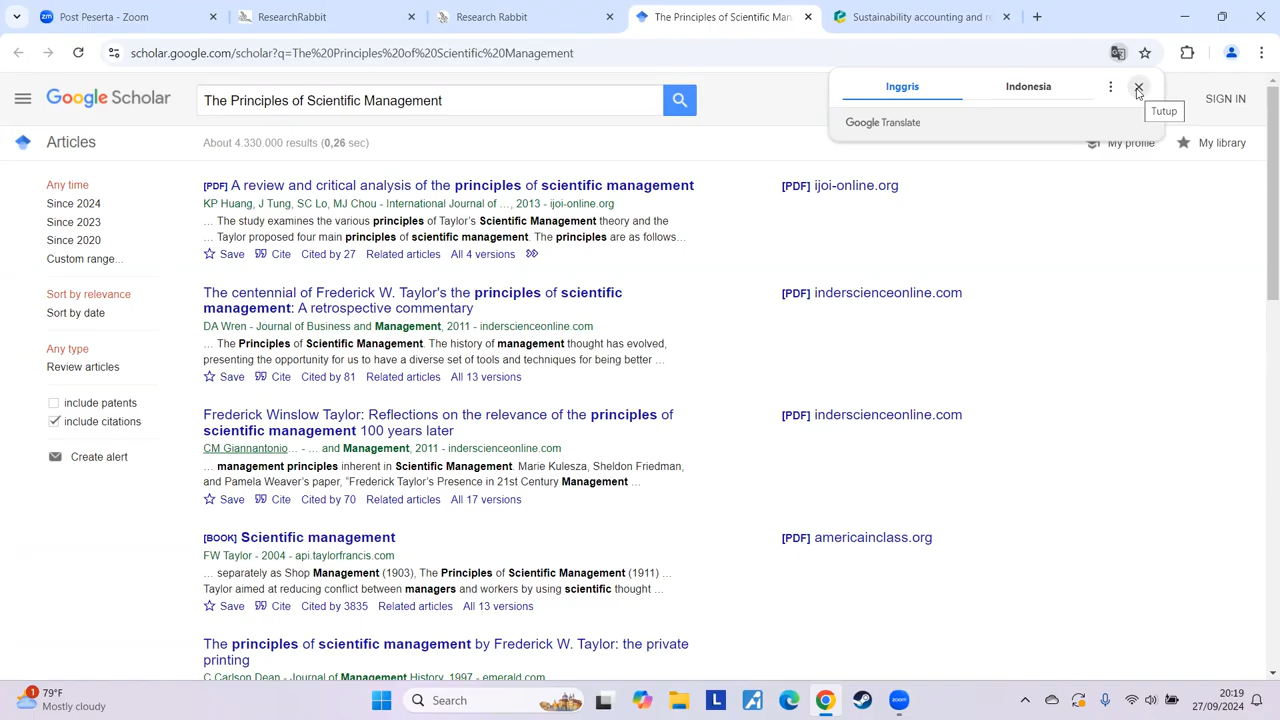 Post Poserta - Zoom
ResearchRabbit
Research Rabbit
The Principles of Scientific Man
Sustainability accounting and re
scholar.google.com/scholar?q=The%20Principles%20of%20Scientific%20Management
Google Scholar
The Principles of Scientific Management
Inggris
Indonesia
Google Translate
Tutup
SIGN IN
Articles
About 4.330.000 results (0,26 sec)
My profile
My library
Any time
Since 2024
Since 2023
Since 2020
Custom range...
Sort by relevance
Sort by date
Any type
Review articles
include patents
include citations
Create alert
[PDF] A review and critical analysis of the principles of scientific management
KP Huang, J Tung, SC Lo, MJ Chou - International Journal of ..., 2013 - ijoi-online.org
... The study examines the various principles of Taylor's Scientific Management theory and the
... Taylor proposed four main principles of scientific management. The principles are as follows...
Save Cite Cited by 27 Related articles All 4 versions
[PDF] ijoi-online.org
The centennial of Frederick W. Taylor's the principles of scientific
management: A retrospective commentary
DA Wren - Journal of Business and Management, 2011 - inderscienceonline.com
... The Principles of Scientific Management. The history of management thought has evolved,
presenting the opportunity for us to have a diverse set of tools and techniques for being better ...
Save Cite Cited by 81 Related articles All 13 versions
[PDF] inderscienceonline.com
Frederick Winslow Taylor: Reflections on the relevance of the principles of
scientific management 100 years later
CM Giannantonio... - ... and Management, 2011 - inderscienceonline.com
... management principles inherent in Scientific Management. Marie Kulesza, Sheldon Friedman,
and Pamela Weaver's paper, “Frederick Taylor's Presence in 21st Century Management ...
Save Cite Cited by 70 Related articles All 17 versions
[PDF] inderscienceonline.com
[BOOK] Scientific management
FW Taylor - 2004 - api.taylorfrancis.com
... separately as Shop Management (1903), The Principles of Scientific Management (1911) ...
Taylor aimed at reducing conflict between managers and workers by using scientific thought ...
Save Cite Cited by 3835 Related articles All 13 versions
[PDF] americainclass.org
The principles of scientific management by Frederick W. Taylor: the private
printing
C Carlson Dean - Journal of Management History, 1997 - emerald.com
1
79°F
Mostly cloudy
Search
L
zoom
20:19
27/09/2024